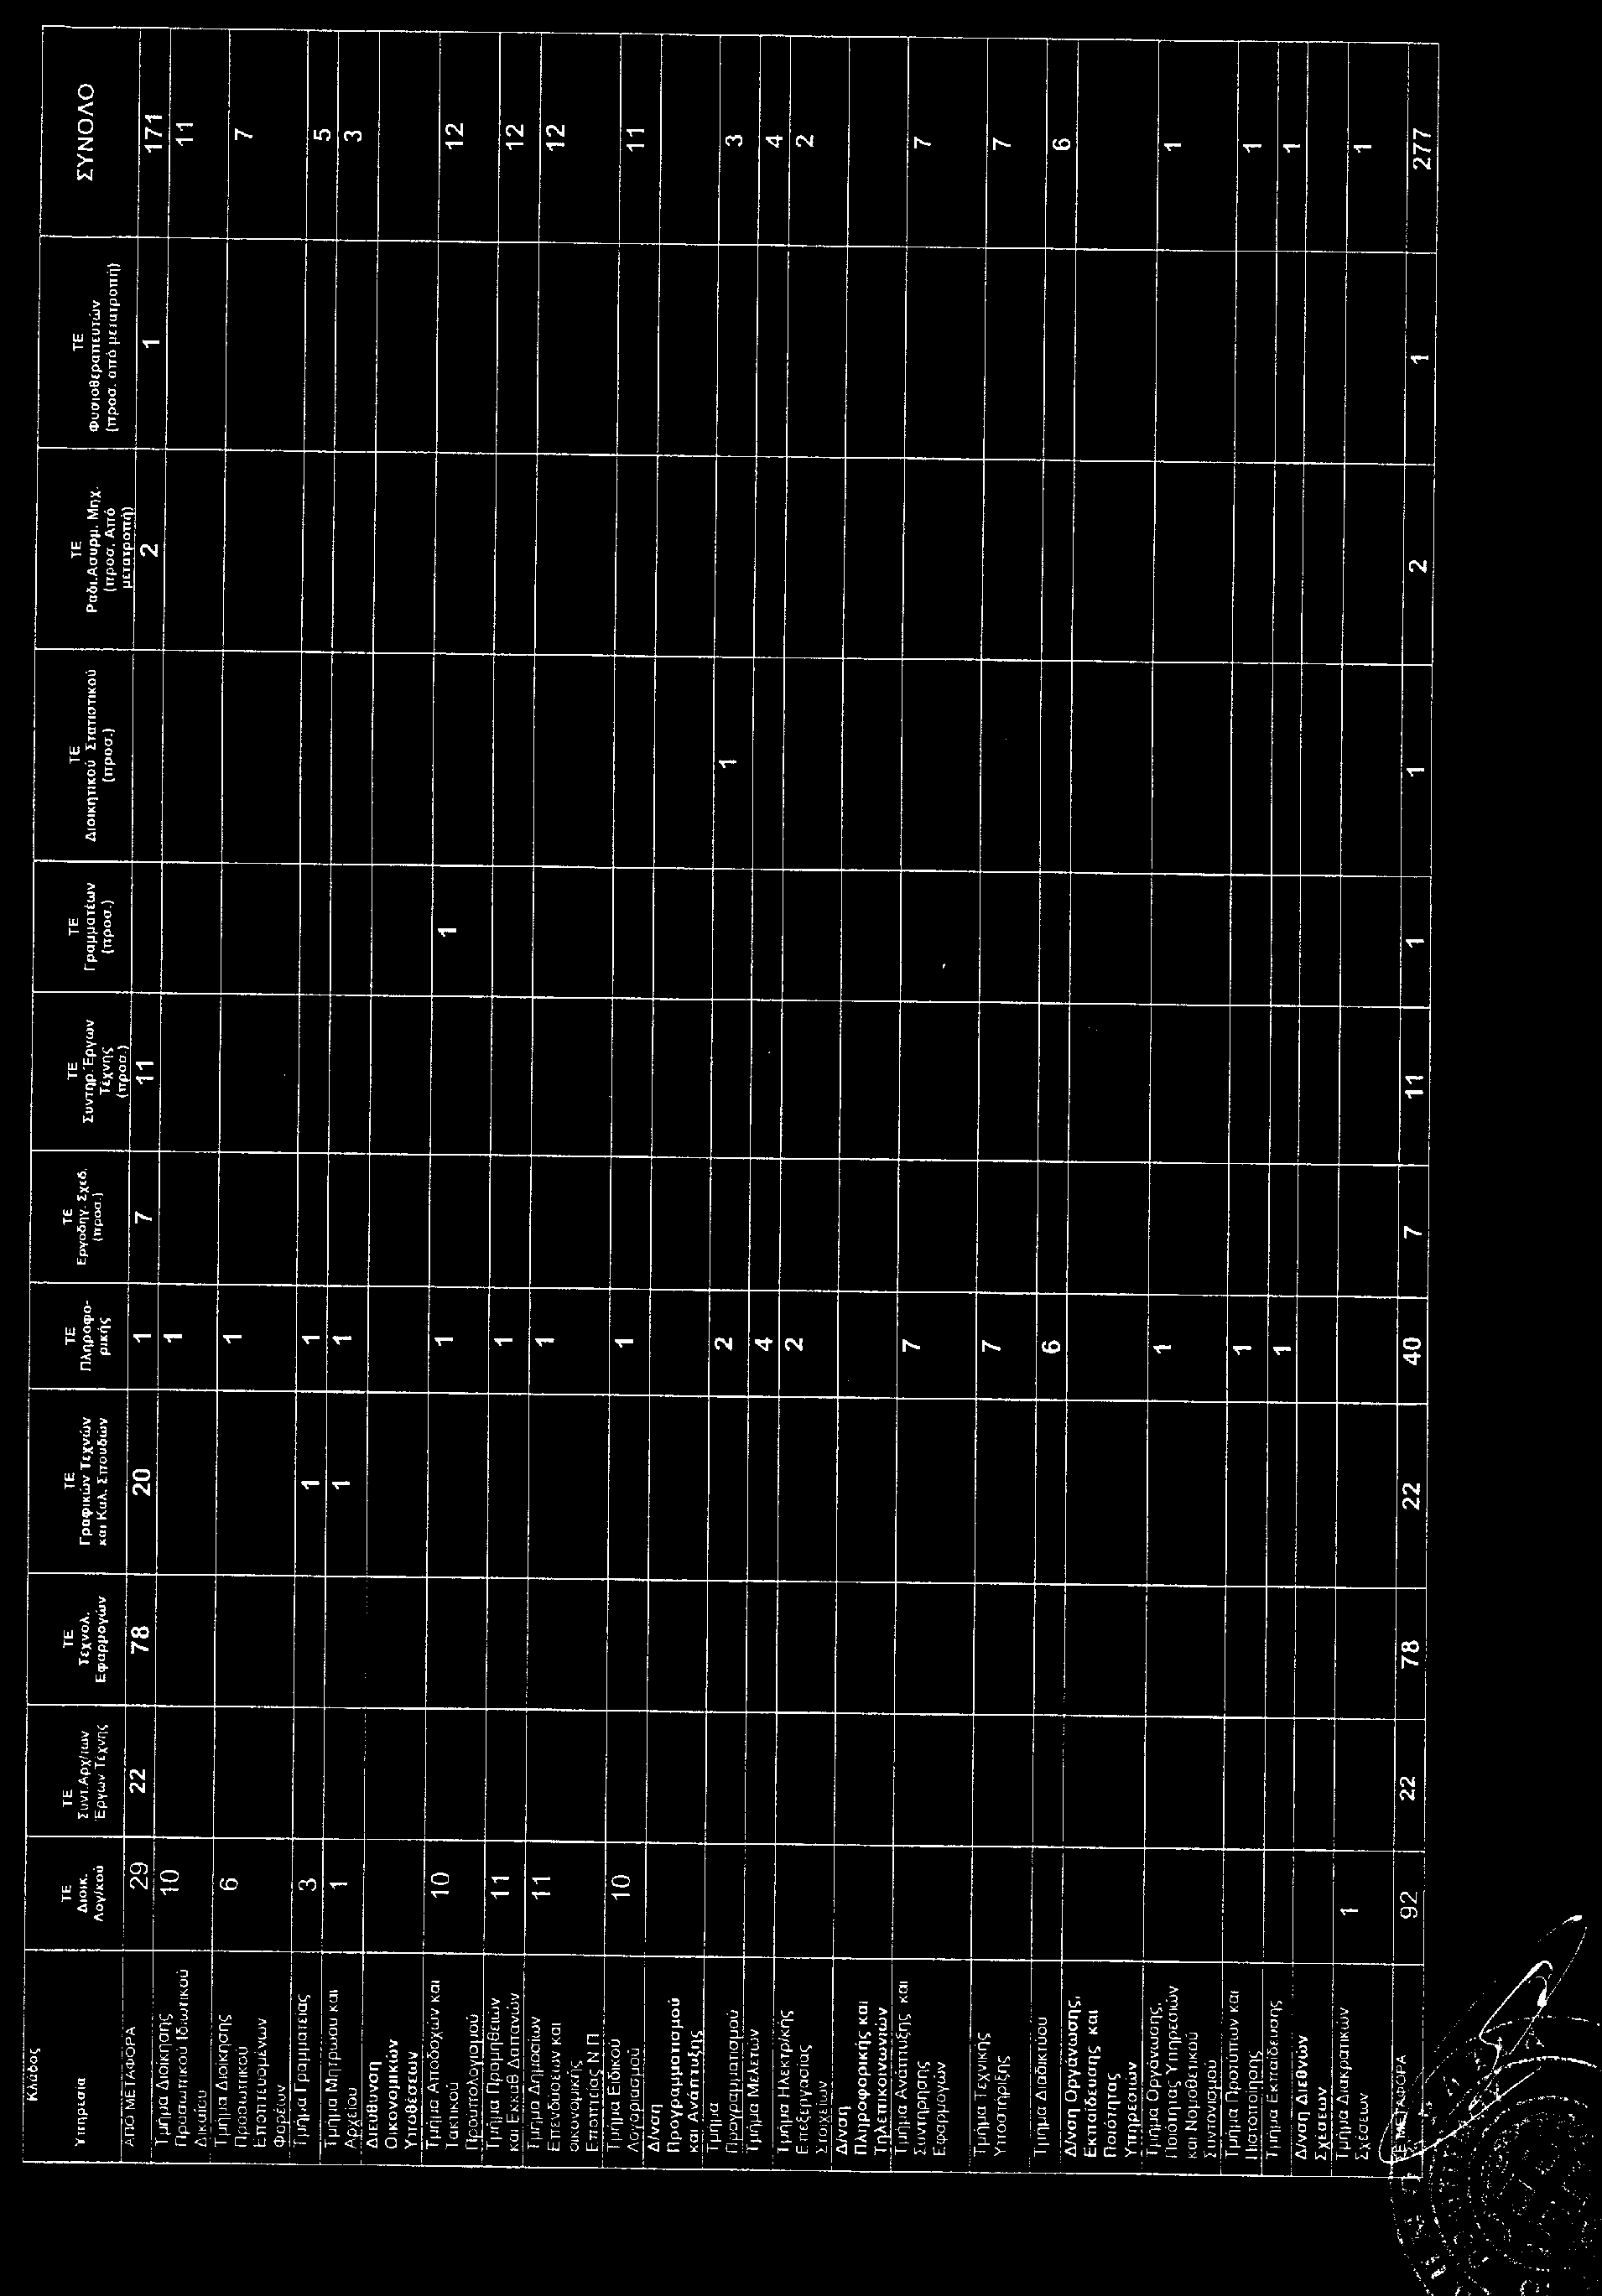 Κλάδος
Υπηρεσία
ΤΕ Διοικ. Λογ/κού
ΤΕ Συντ.Αρχ/των Έργων Τέχνης
ΤΕ Τεχνολ. Εφαρμογών
ΤΕ Γραφικών Τεχνών και Καλ. Σπουδών
ΤΕ Πληροφο-ρικής
ΤΕ Εργοδηγ. Σχεδ. (προσ.)
ΤΕ Συντηρ.Έργων Τέχνης (προσ.)
ΤΕ Γραμματέων (προσ.)
ΤΕ Διοικητικού Στατιστικού (προσ.)
ΤΕ Ραδι.Ασυρμ. Μηχ. (προσ. Από μετατροπή)
ΤΕ Φυσιοθεραπευτών (προσ. από μετατροπή)
ΣΥΝΟΛΟ
ΑΠΟ ΜΕΤΑΦΟΡΑ 29 22 78 20 1 7 11 2 1 171
Τμήμα Διοίκησης Προσωπικού Ιδιωτικού Δικαίου 10 1 11
Τμήμα Διοίκησης Προσωπικού Εποπτευομένων Φορέων 6 1 7
Τμήμα Γραμματείας 3 1 1 5
Τμήμα Μητρώου και Αρχείου 1 1 1 3
Διεύθυνση Οικονομικών Υποθέσεων
Τμήμα Αποδοχών και Τακτικού Προϋπολογισμού 10 1 1 12
Τμήμα Προμηθειών και Εκκαθ Δαπανών 11 1 12
Τμήμα Δημοσίων Επενδύσεων και οικονομικής Εποπτείας Ν Π 11 1 12
Τμήμα Ειδικού Λογαριασμού 10 1 11
Δ/νση Προγραμματισμού και Ανάπτυξης
Τμήμα Προγραμματισμού 2 1 3
Τμήμα Μελετών 4 4
Τμήμα Ηλεκτρ/κής Επεξεργασίας Στοιχείων 2 2
Δ/νση Πληροφορικής και Τηλεπικοινωνιών
Τμήμα Ανάπτυξης και Συντήρησης Εφαρμογών 7 7
Τμήμα Τεχνικής Υποστήριξης 7 7
Τμήμα Διαδικτύου 6 6
Δ/νση Οργάνωσης, Εκπαίδευσης και Ποιότητας Υπηρεσιών
Τμήμα Οργάνωσης, Ποιότητας Υπηρεσιών και Νομοθετικού Συντονισμού 1 1
Τμήμα Προτύπων και Πιστοποίησης 1 1
Τμήμα Εκπαίδευσης 1 1
Δ/νση Διεθνών Σχέσεων
Τμήμα Διακρατικών Σχέσεων 1 1
ΣΕ ΜΕΤΑΦΟΡΑ 92 22 78 22 40 7 11 1 1 2 1 277